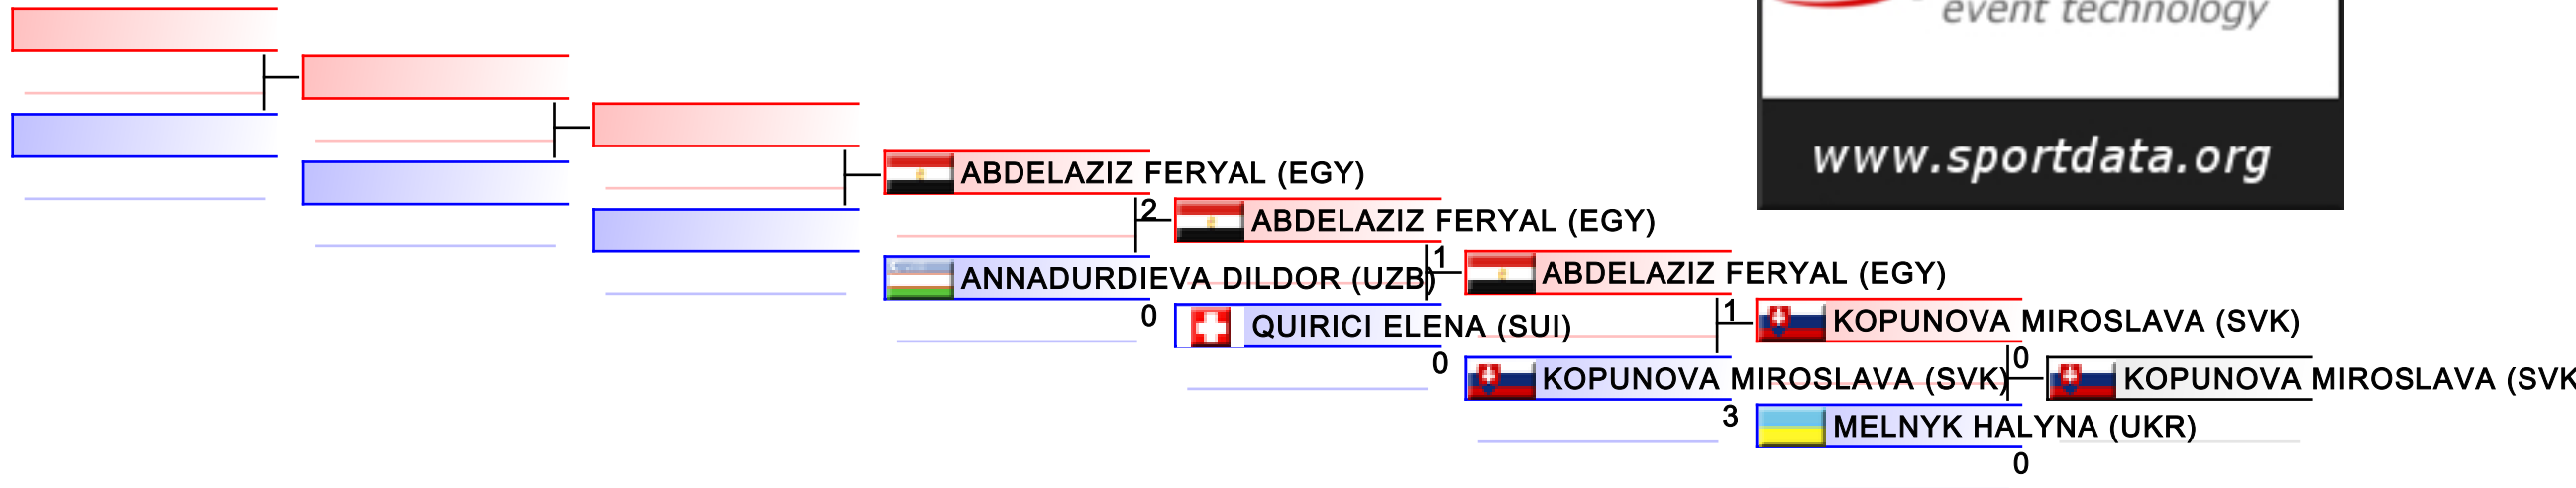 event technology
www.sportdata.org
ABDELAZIZ FERYAL (EGY)
2
ABDELAZIZ FERYAL (EGY)
ANNADURDIEVA DILDOR (UZB)
0
1
ABDELAZIZ FERYAL (EGY)
QUIRICI ELENA (SUI)
0
1
KOPUNOVA MIROSLAVA (SVK)
KOPUNOVA MIROSLAVA (SVK)
3
0
KOPUNOVA MIROSLAVA (SVK
MELNYK HALYNA (UKR)
0